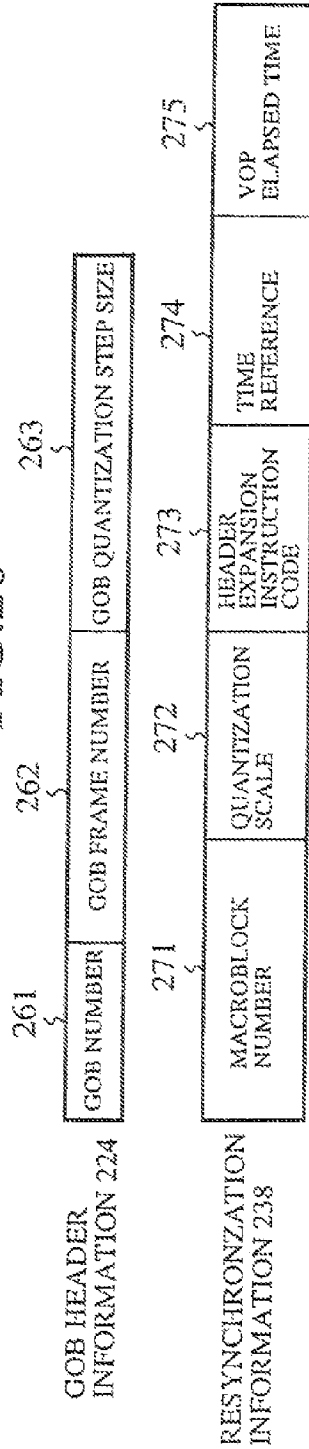 GOB HEADER
INFORMATION 224
261
262
263
GOB NUMBER
GOB FRAME NUMBER
GOB QUANTIZATION STEP SIZE
RESYNCHRONZATION
INFORMATION 238
271
272
273
274
275
MACROBLOCK
NUMBER
QUANTIZATION
SCALE
HEADER
EXPANSION
INSTRUCTION
CODE
TIME
REFERENCE
VOP
ELAPSED TIME